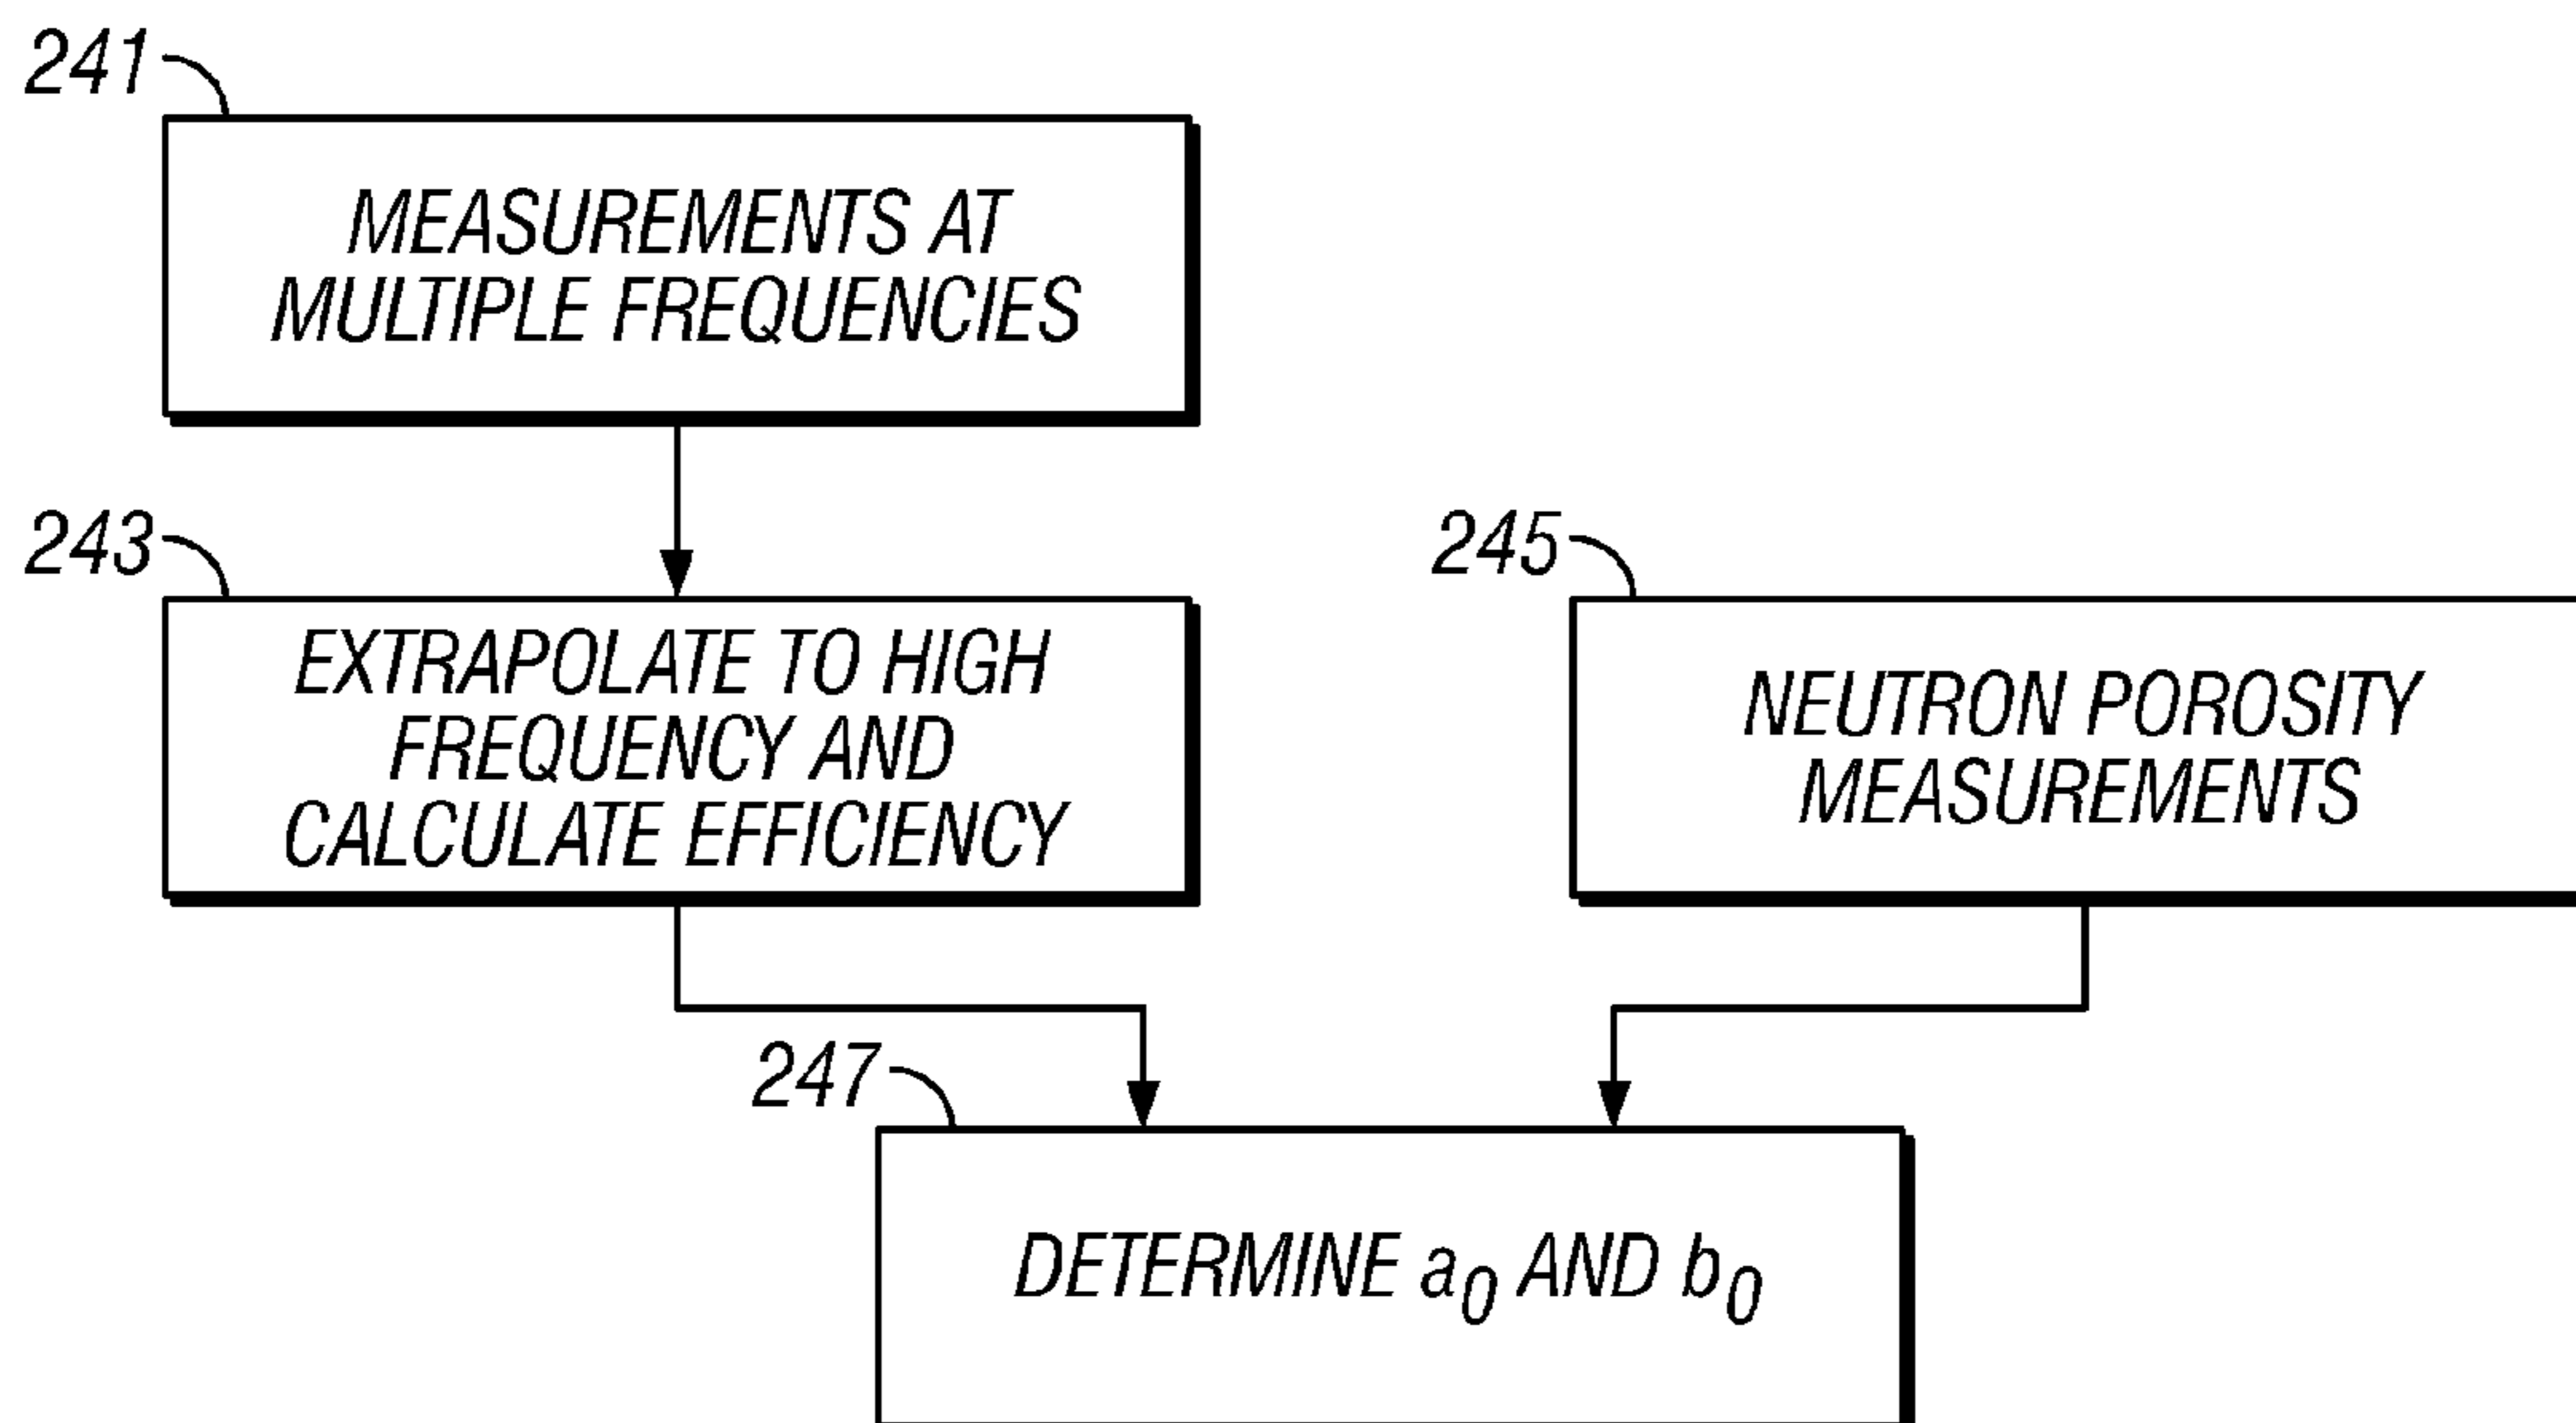 241
MEASUREMENTS AT
MULTIPLE FREQUENCIES
243
EXTRAPOLATE TO HIGH
FREQUENCY AND
CALCULATE EFFICIENCY
245
NEUTRON POROSITY
MEASUREMENTS
247
DETERMINE a₀ AND b₀